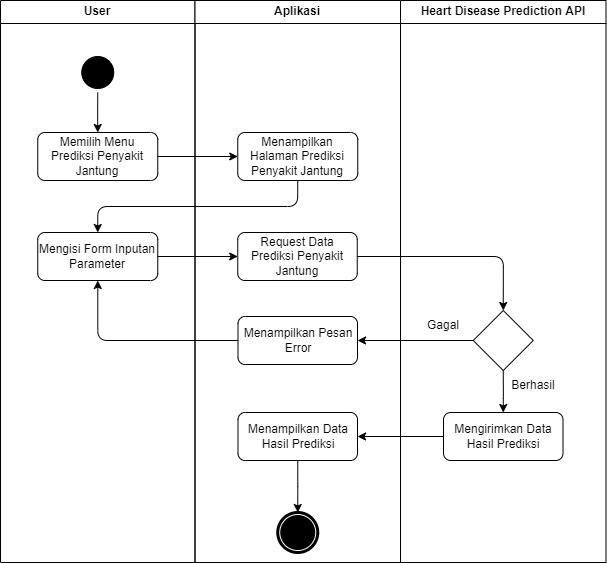 User
Aplikasi
Heart Disease Prediction API
Memilih Menu
Prediksi Penyakit
Jantung
Menampilkan
Halaman Prediksi
Penyakit Jantung
Mengisi Form Inputan
Parameter
Request Data
Prediksi Penyakit
Jantung
Menampilkan Pesan
Error
Gagal
Berhasil
Menampilkan Data
Hasil Prediksi
Mengirimkan Data
Hasil Prediksi